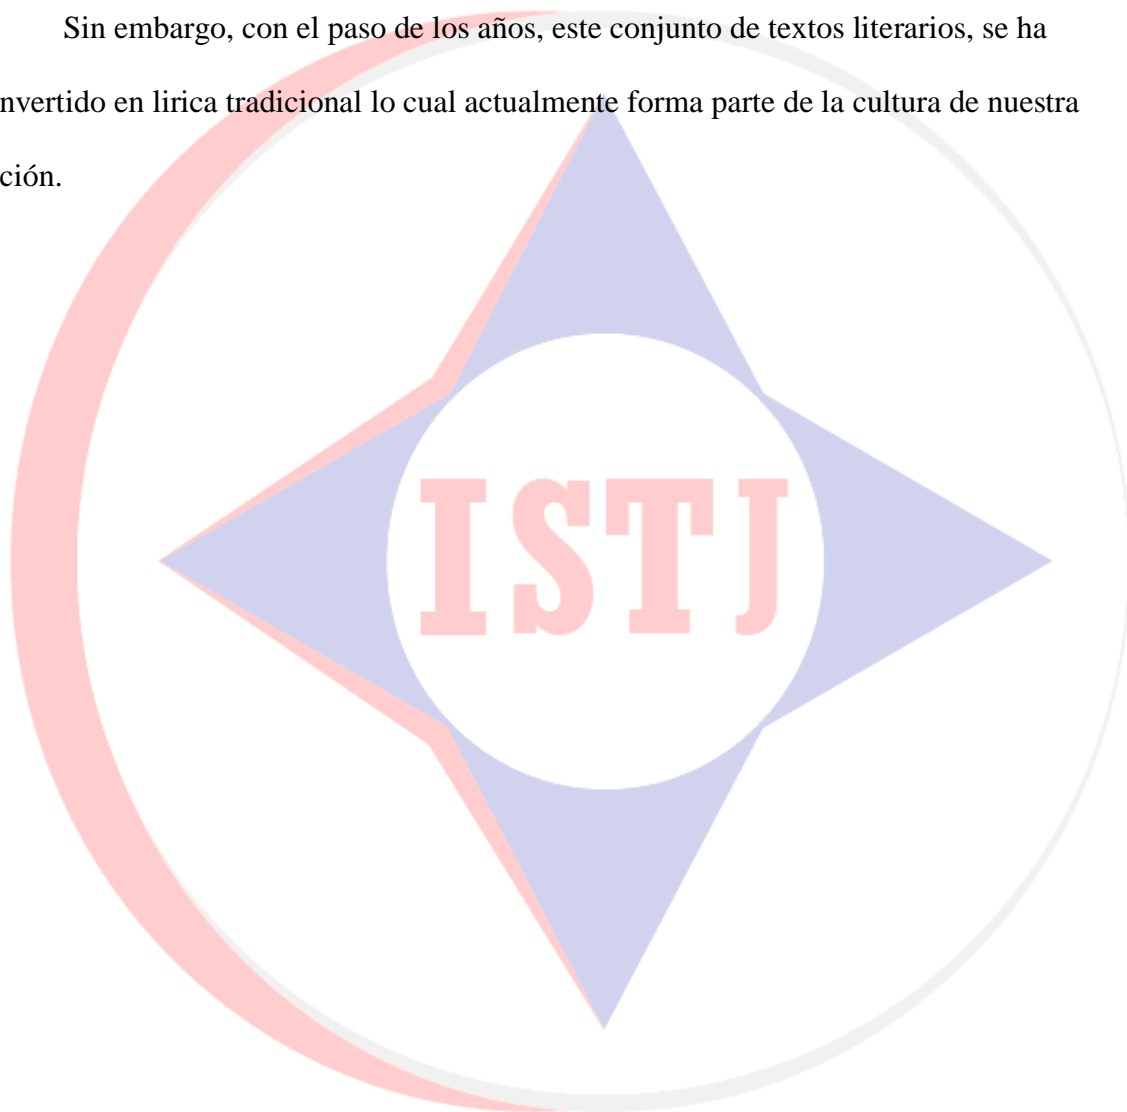 Sin embargo, con el paso de los años, este conjunto de textos literarios, se ha
nvertido en lirica tradicional lo cual actualmente forma parte de la cultura de nuestra
ción.
ISTJ